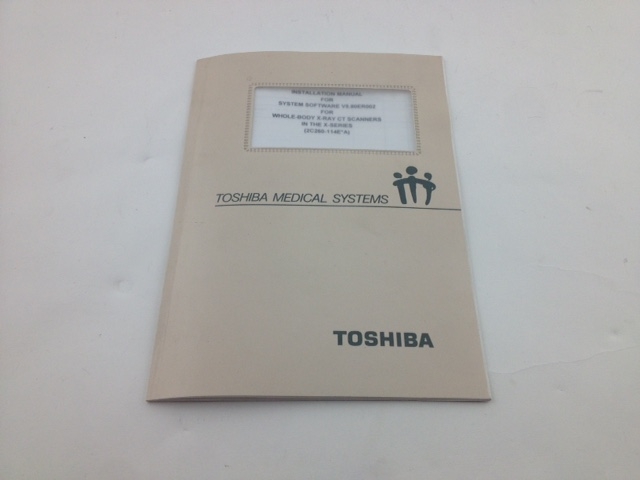 INSTALLATION MANUAL
FOR
SYSTEM SOFTWARE
FOR
WHOLE-BODY X-RAY CT SCANNERS
IN THE X-SERIES
TOSHIBA MEDICAL SYSTEMS
TOSHIBA